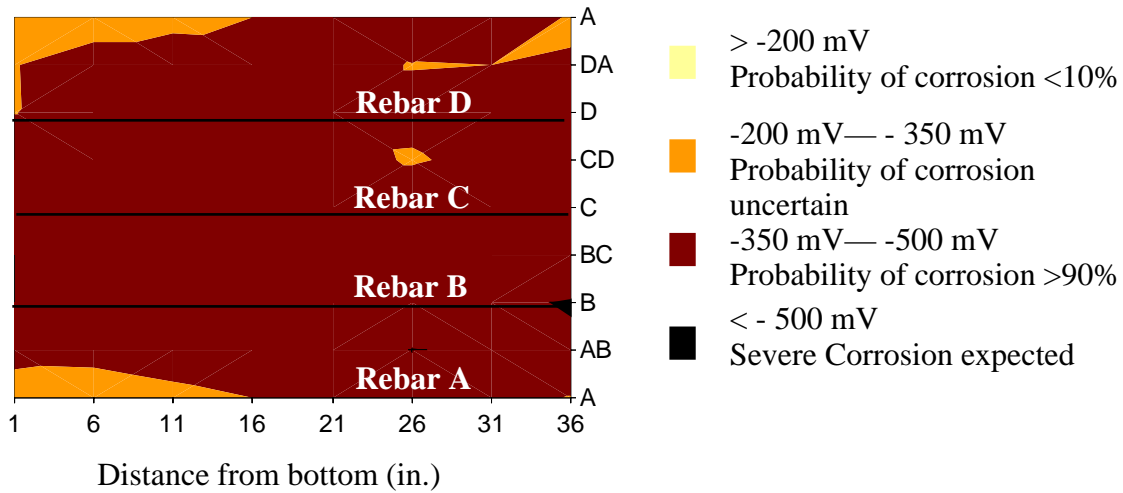 A
DA
D
CD
C
BC
B
AB
A
Rebar D
Rebar C
Rebar B
Rebar A
1 6 11 16 21 26 31 36
Distance from bottom (in.)
> -200 mV
Probability of corrosion <10%
-200 mV— - 350 mV
Probability of corrosion
uncertain
-350 mV— -500 mV
Probability of corrosion >90%
< - 500 mV
Severe Corrosion expected